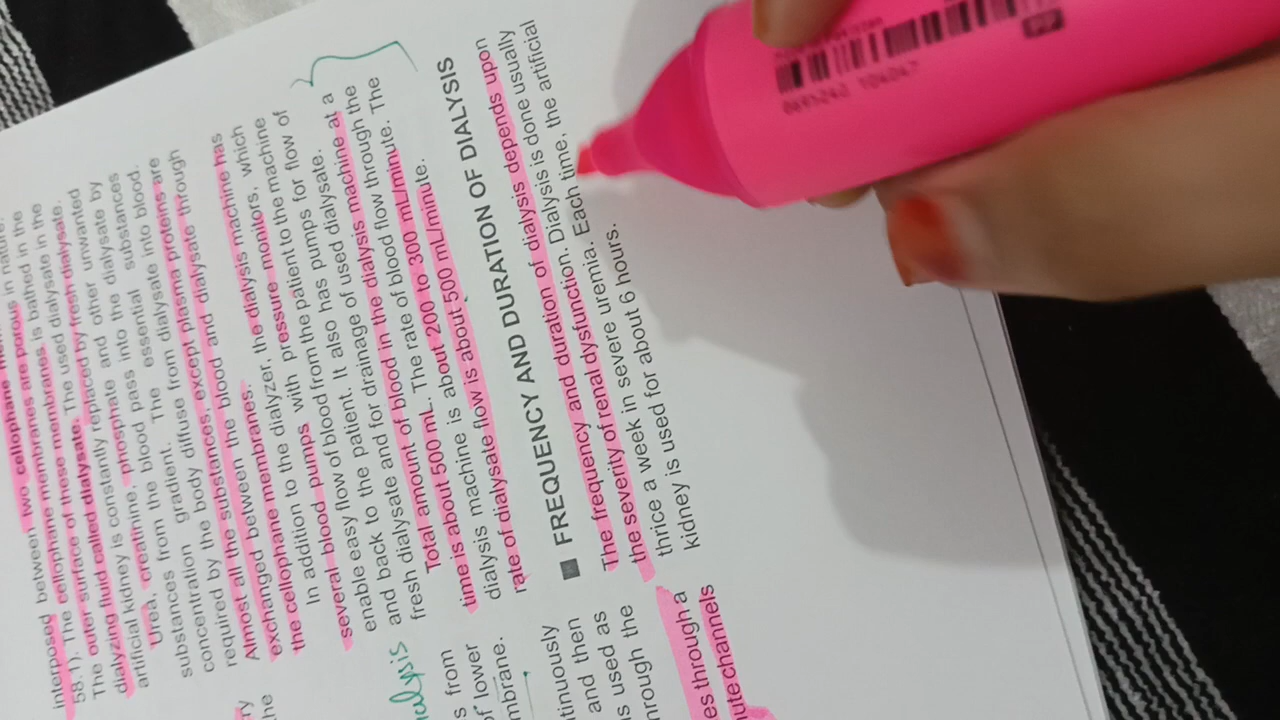 interposed between two cellophane
58.1). The cellophane membranes are porous in nature.
The outer surface of these membranes is bathed in the
dialyzing fluid called dialysate. The used dialysate in the
artificial kidney is constantly replaced by fresh dialysate.
Urea, creatinine, phosphate and other unwanted
substances from the blood pass into the dialysate by
concentration gradient. The essential substances
required by the body diffuse from dialysate into blood.
Almost all the substances except plasma proteins are
exchanged between the blood and dialysate through
the cellophane membranes.
In addition to the dialyzer, the dialysis machine has
several blood pumps with pressure monitors, which
enable easy flow of blood from the patient to the machine
and back to the patient. It also has pumps for flow of
fresh dialysate and for drainage of used dialysate.
Total amount of blood in the dialysis machine at a
time is about 500 mL. The rate of blood flow through the
dialysis machine is about 200 to 300 mL/minute. The
rate of dialysate flow is about 500 mL/minute.
FREQUENCY AND DURATION OF DIALYSIS
The frequency and duration of dialysis depends upon
the severity of renal dysfunction. Dialysis is done usually
thrice a week in severe uremia. Each time, the artificial
kidney is used for about 6 hours.
ry
he
s from
of lower
mbrane.
tinuously
and then
s used as
hrough the
es through a
nute channels